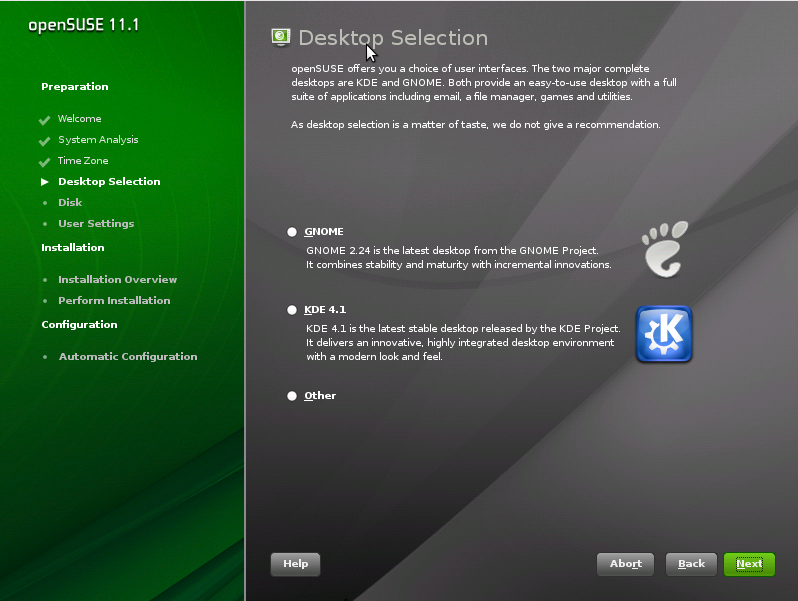 openSUSE 11.1
Preparation
Welcome
System Analysis
Time Zone
Desktop Selection
Disk
User Settings
Installation
Installation Overview
Perform Installation
Configuration
Automatic Configuration
Desktop Selection
openSUSE offers you a choice of user interfaces. The two major complete
desktops are KDE and GNOME. Both provide an easy-to-use desktop with a full
suite of applications including email, a file manager, games and utilities.
As desktop selection is a matter of taste, we do not give a recommendation.
GNOME
GNOME 2.24 is the latest desktop from the GNOME Project.
It combines stability and maturity with incremental innovations.
KDE 4.1
KDE 4.1 is the latest stable desktop released by the KDE Project.
It delivers an innovative, highly integrated desktop environment
with a modern look and feel.
K
Other
Help
Abort
Back
Next